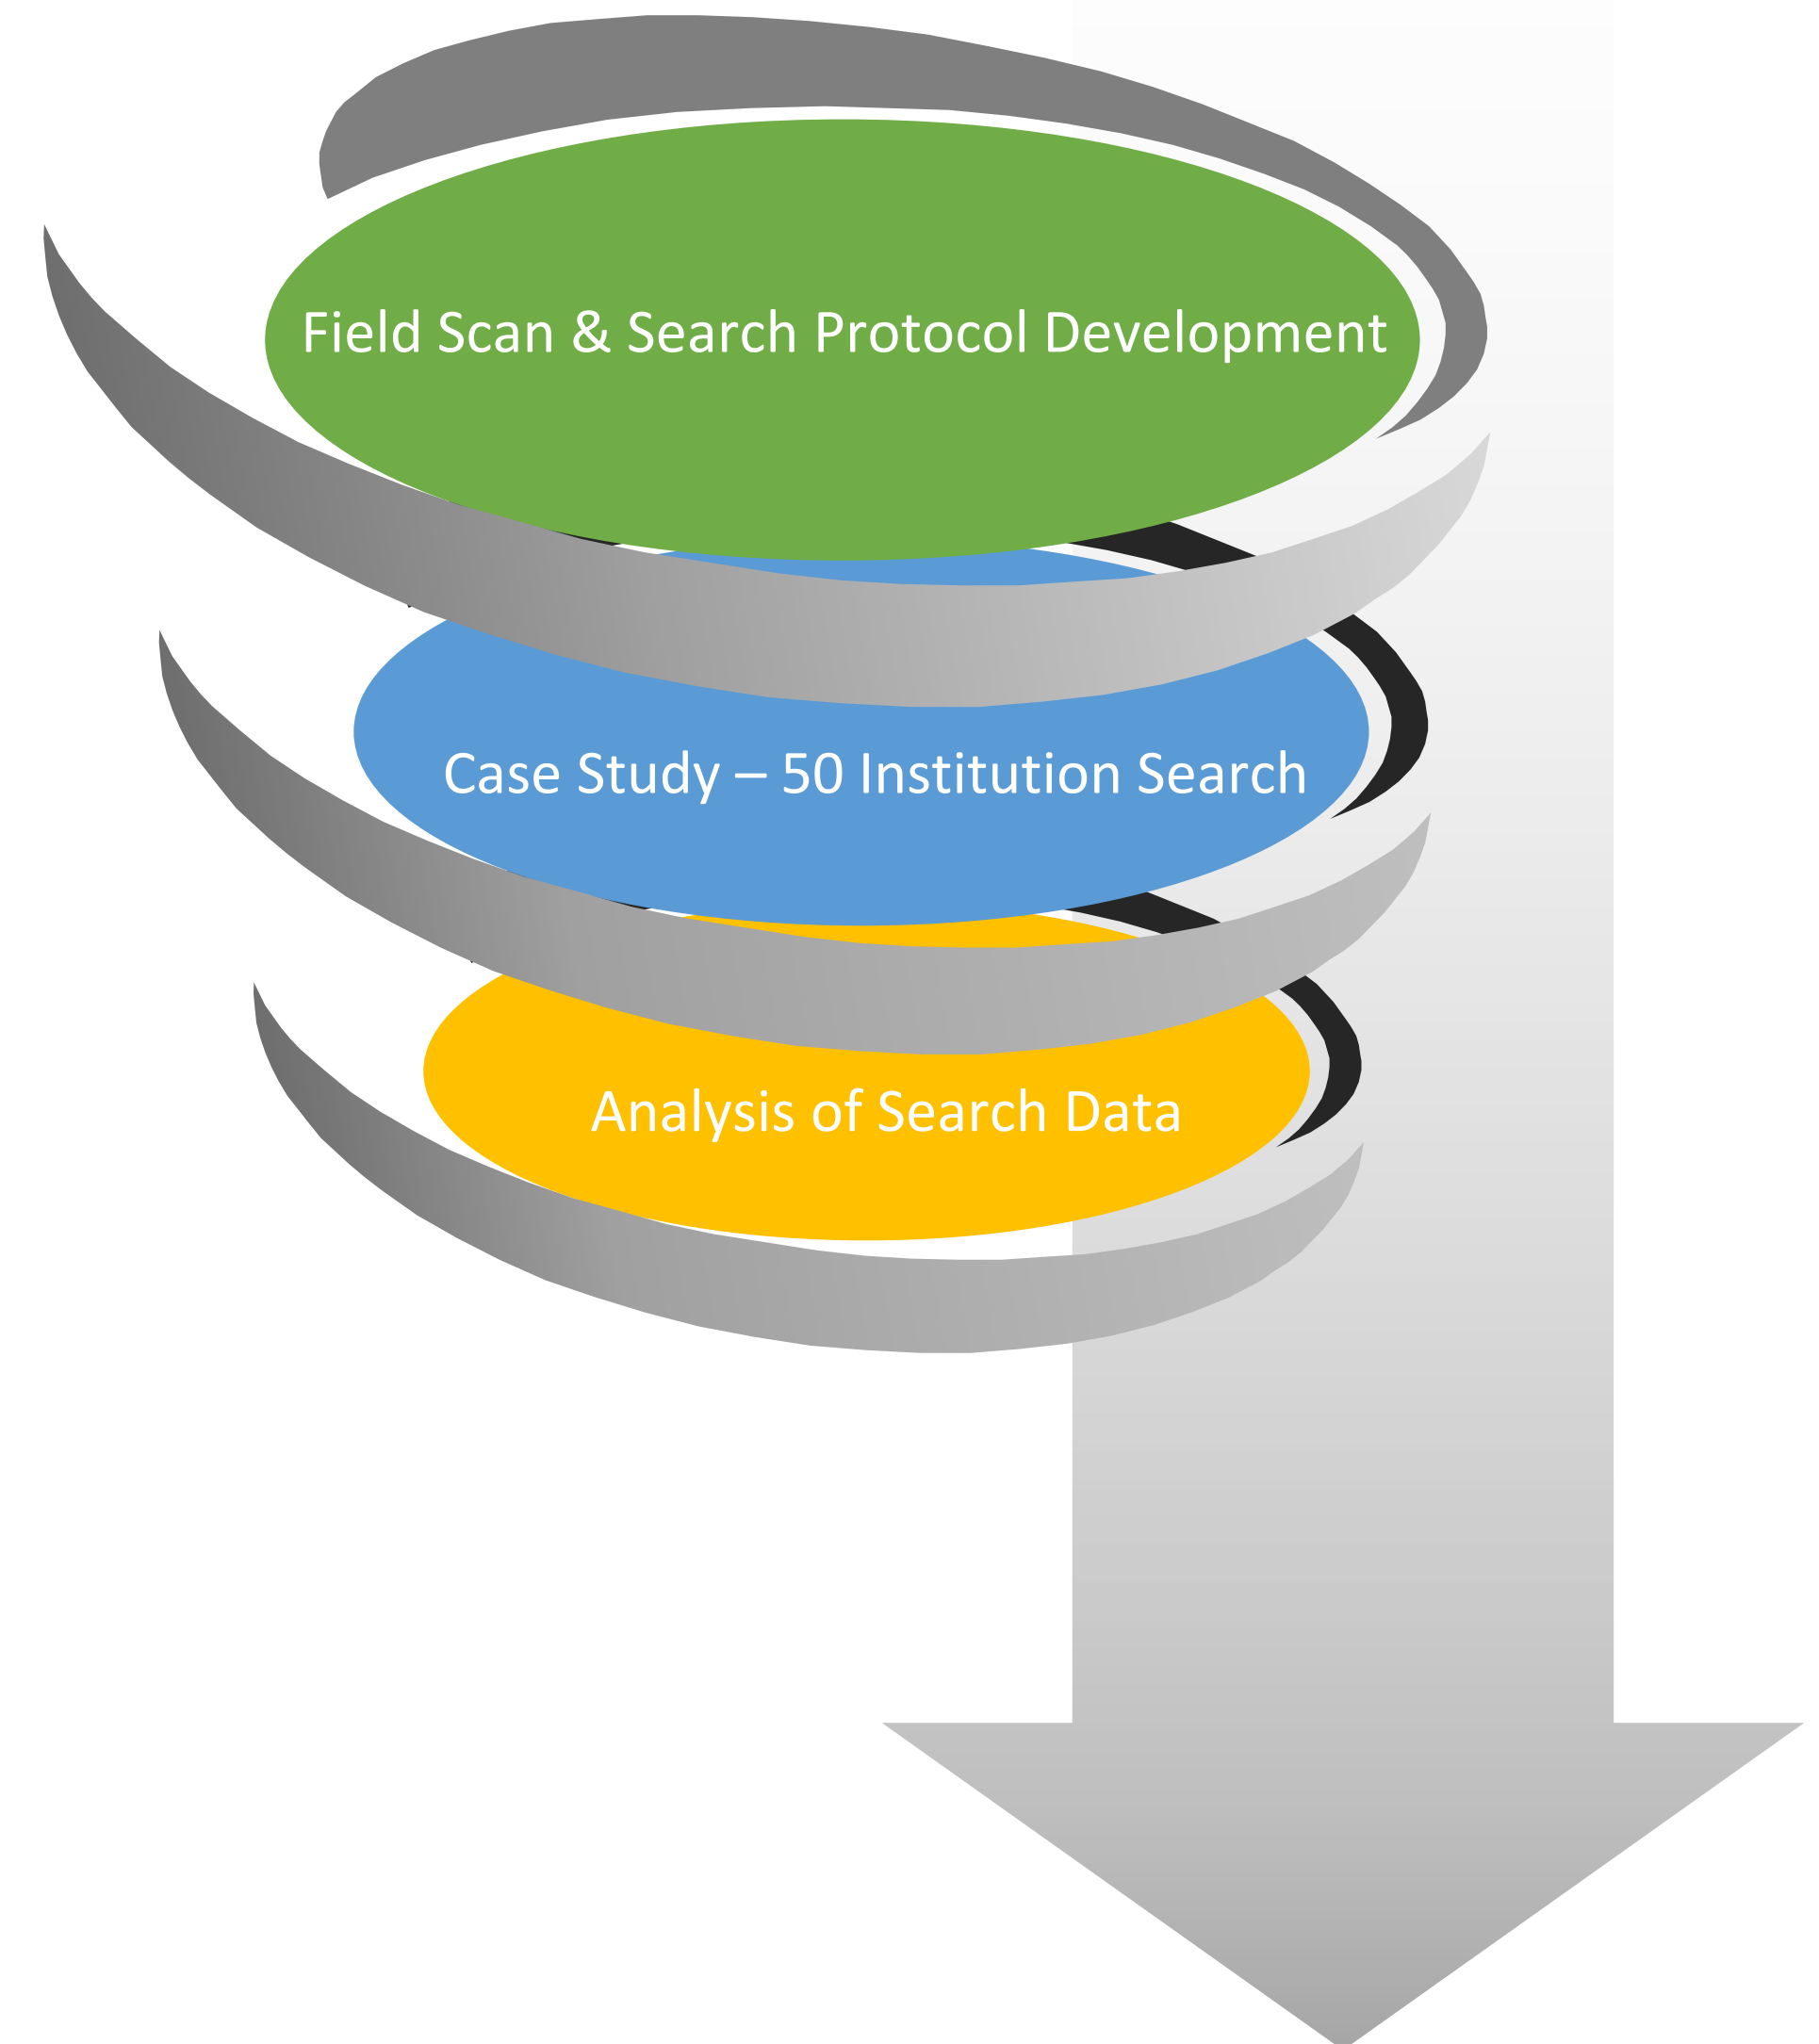 Field Scan & Search Protocol Development
Case Study – 50 Institution Search
Analysis of Search Data